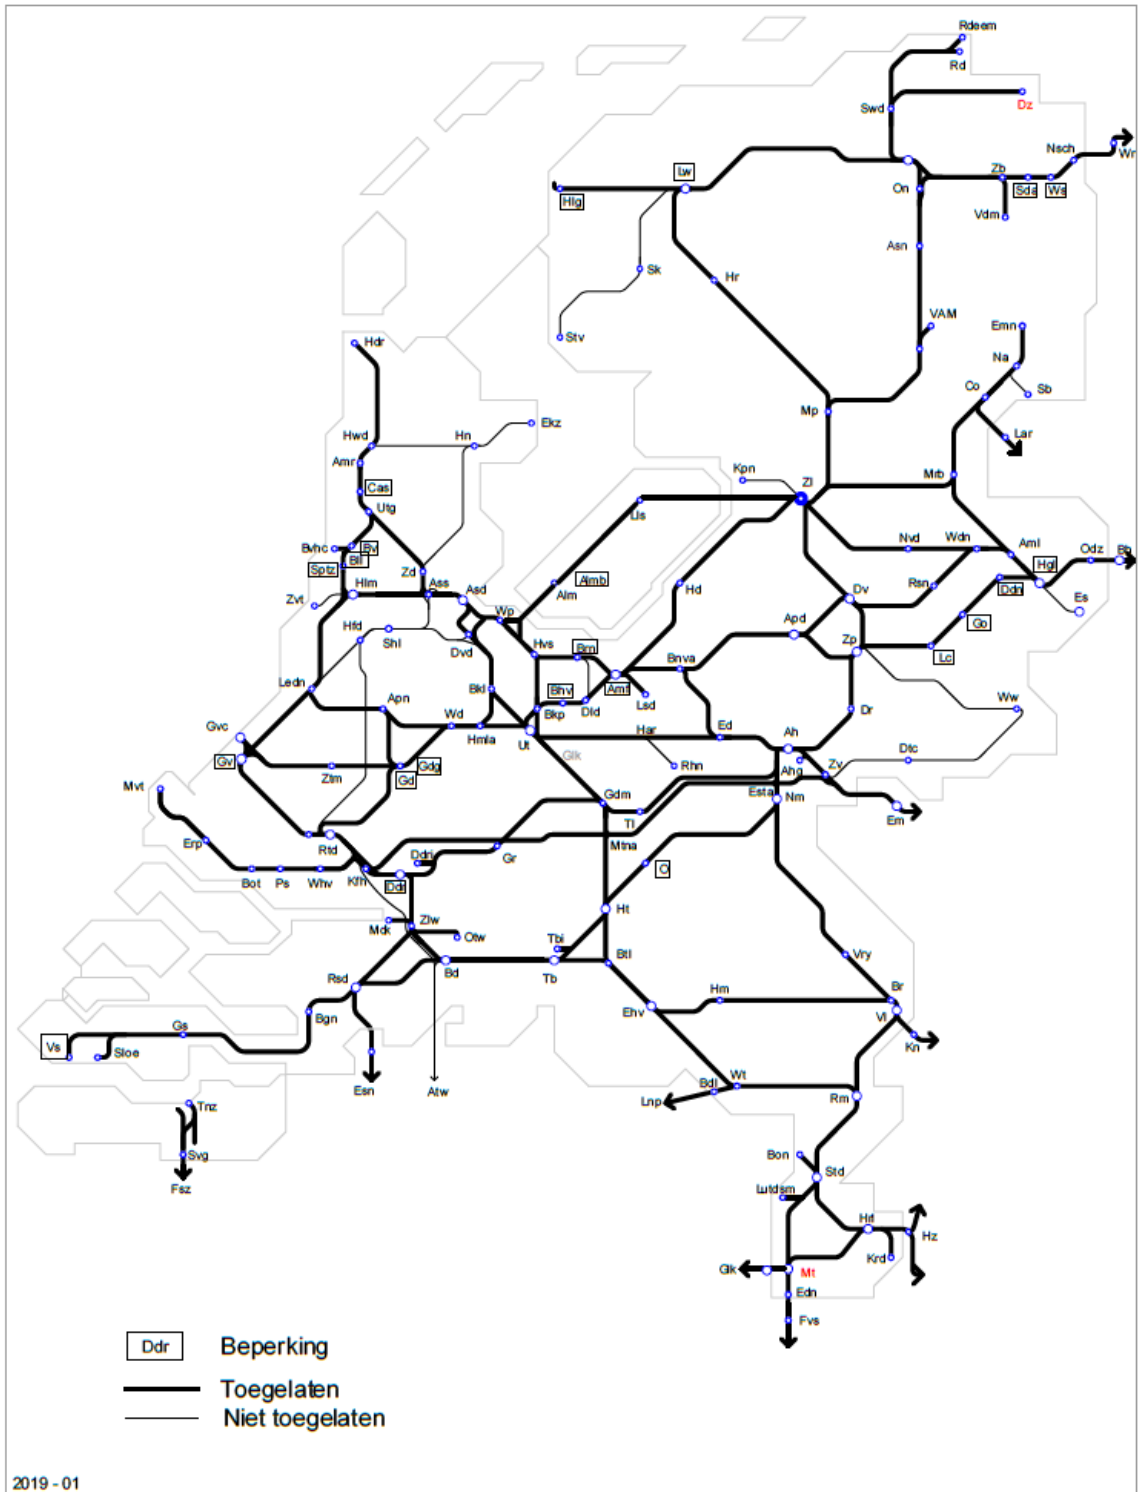 Rdeem
Rd
Dz
Swd
Nsch
Wr
Zb
Lw
On
Sda
Ws
Hlg
Vdm
Asn
Sk
Hr
VAM
Emn
Stv
Hdr
Na
Co
Sb
Mp
Ekz
Hn
Hwd
Lar
Amr
Kpn
Zl
Mrb
Cas
Utg
Lls
Bvhc
Bv
Nvd
Wdn
Aml
Odz
Bh
Bll
Sptz
Zd
Hgl
Almb
Hlm
Ass
Asd
Alm
Hd
Rsn
Ddn
Zvt
Dv
Es
Wp
Apd
Go
Hfd
Shl
Dvd
Hvs
Brn
Bnva
Zp
Lc
Ledn
Bkl
Bhv
Amf
Apn
Lsd
Ww
Gvc
Wd
Hmla
Ut
Bkp
Dld
Har
Ed
Dr
Ah
Gv
Glk
Dtc
Ztm
Gdg
Gd
Rhn
Ahg
Zv
Mvt
Gdm
Esta
Nm
Em
Tl
Erp
Rtd
Mtna
Ddri
Gr
Bot
Ps
Whv
Kfh
Ddr
O
Ht
Mdk
Zlw
Otw
Tbi
Btl
Vry
Rsd
Bd
Tb
Hm
Br
Bgn
Ehv
Vl
Gs
Vs
Sloe
Kn
Esn
Atw
Bdl
Wt
Lnp
Rm
Tnz
Svg
Bon
Std
Fsz
Lutdsm
Hrl
Hz
Krd
Glk
Mt
Edn
Fvs
Ddr Beperking
Toegelaten
Niet toegelaten
2019 - 01